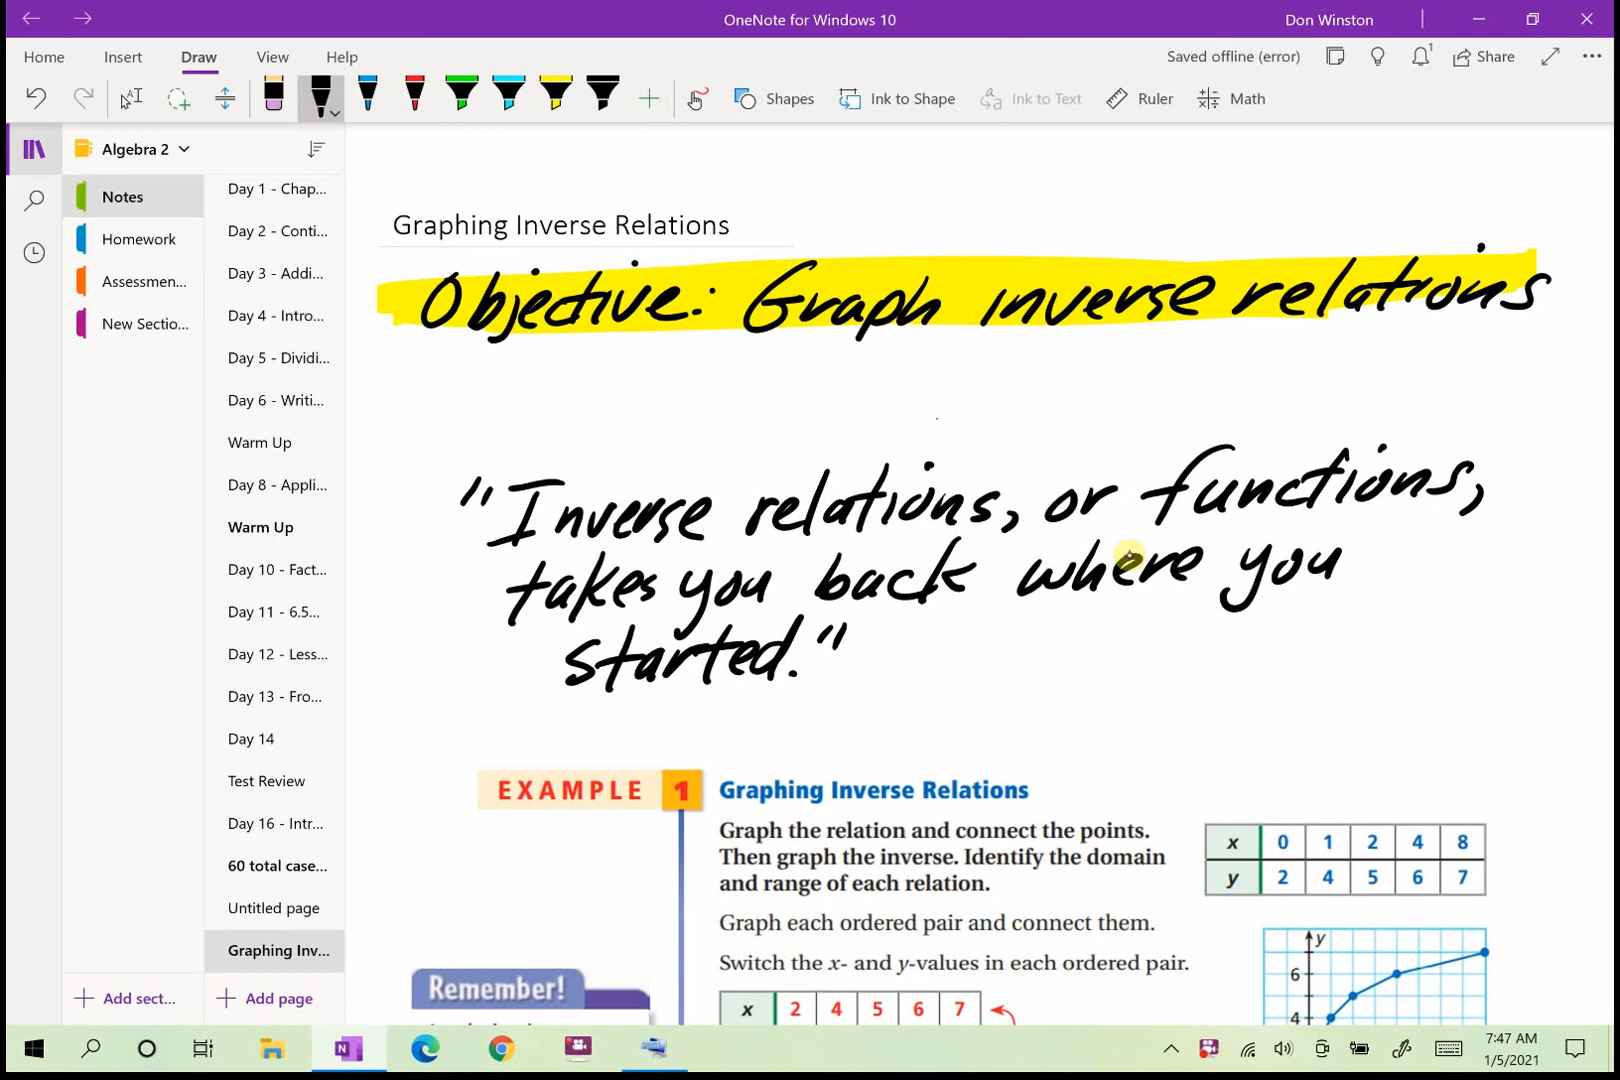 OneNote for Windows 10
Don Winston
Home Insert Draw View Help
Saved offline (error)
1
Share
Shapes
Ink to Shape
Ink to Text
Ruler
Math
Algebra 2
Notes
Homework
Assessmen...
New Sectio...
Day 1 - Chap...
Day 2 - Conti...
Day 3 - Addi...
Day 4 - Intro...
Day 5 - Dividi...
Day 6 - Writi...
Warm Up
Day 8 - Appli...
Warm Up
Day 10 - Fact...
Day 11 - 6.5...
Day 12 - Less...
Day 13 - Fro...
Day 14
Test Review
Day 16 - Intr...
60 total case...
Untitled page
Graphing Inv...
Add sect...
Add page
Graphing Inverse Relations
Objective: Graph inverse relations
"Inverse relations, or functions,
takes you back where you
started."
EXAMPLE 1
Graphing Inverse Relations
Graph the relation and connect the points.
Then graph the inverse. Identify the domain
and range of each relation.
x 0 1 2 4 8
y 2 4 5 6 7
Graph each ordered pair and connect them.
Switch the x- and y-values in each ordered pair.
Remember!
x 2 4 5 6 7
y
6
4
7:47 AM
1/5/2021